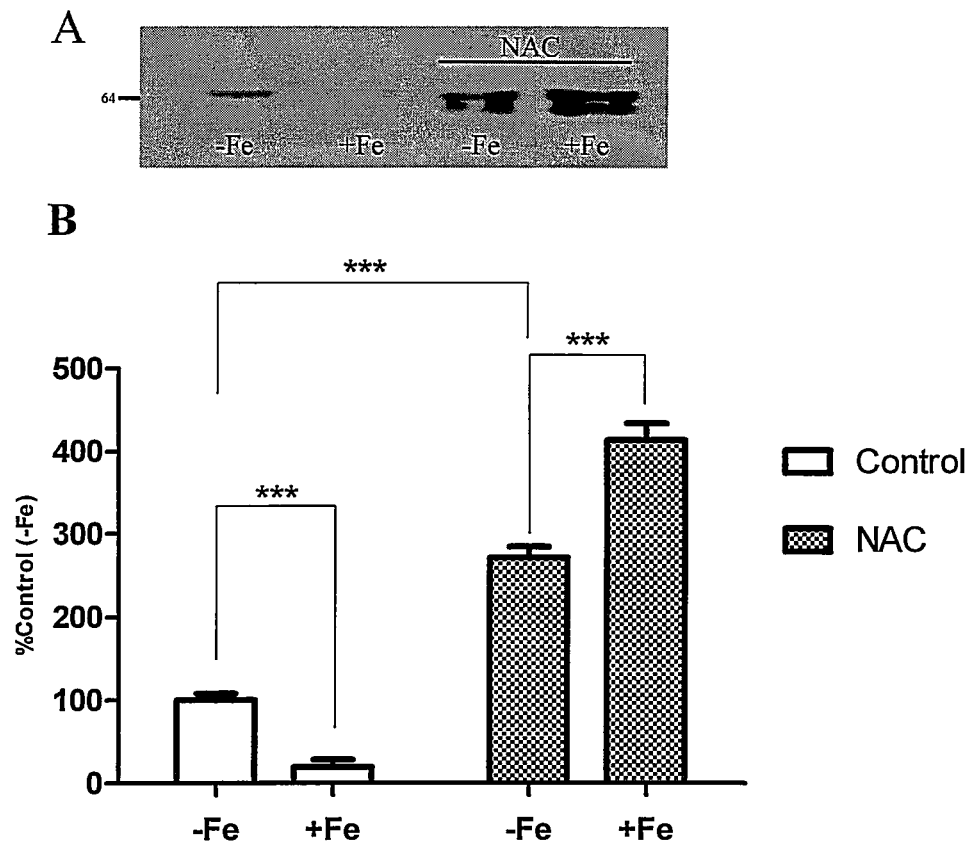 A
NAC
64
-Fe +Fe -Fe +Fe
B
***
***
***
500
400
300
200
100
0
%Control (-Fe)
-Fe +Fe -Fe +Fe
Control
NAC